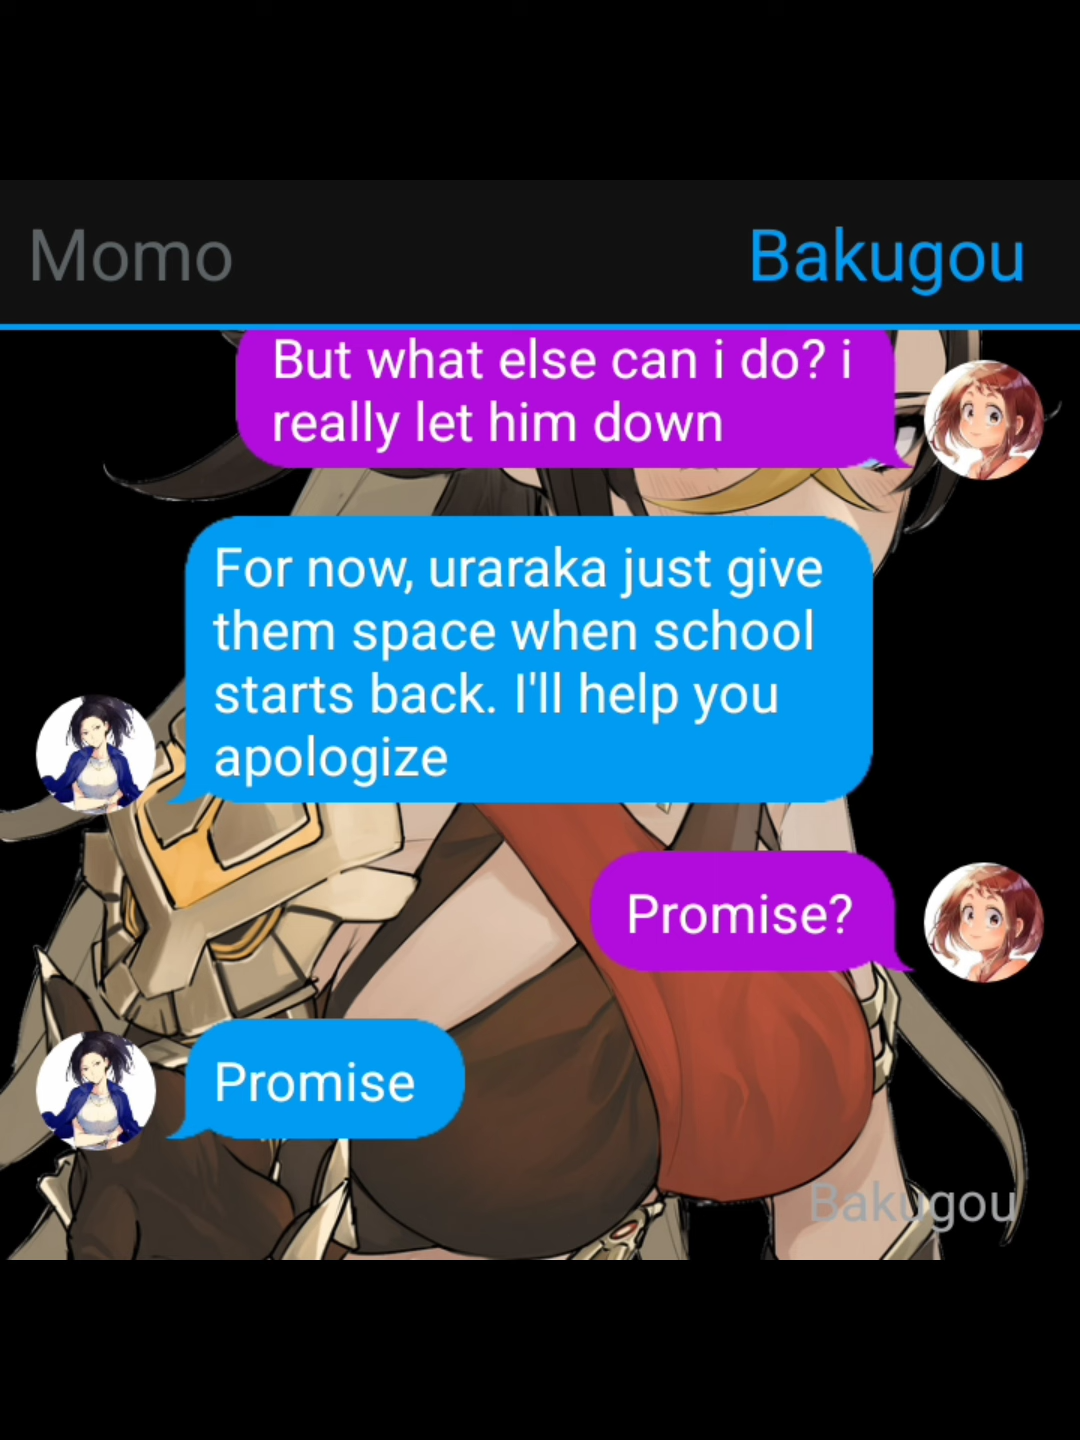 Momo Bakugou
But what else can i do? i
really let him down
For now, uraraka just give
them space when school
starts back. I'll help you
apologize
Promise?
Promise
Bakugou